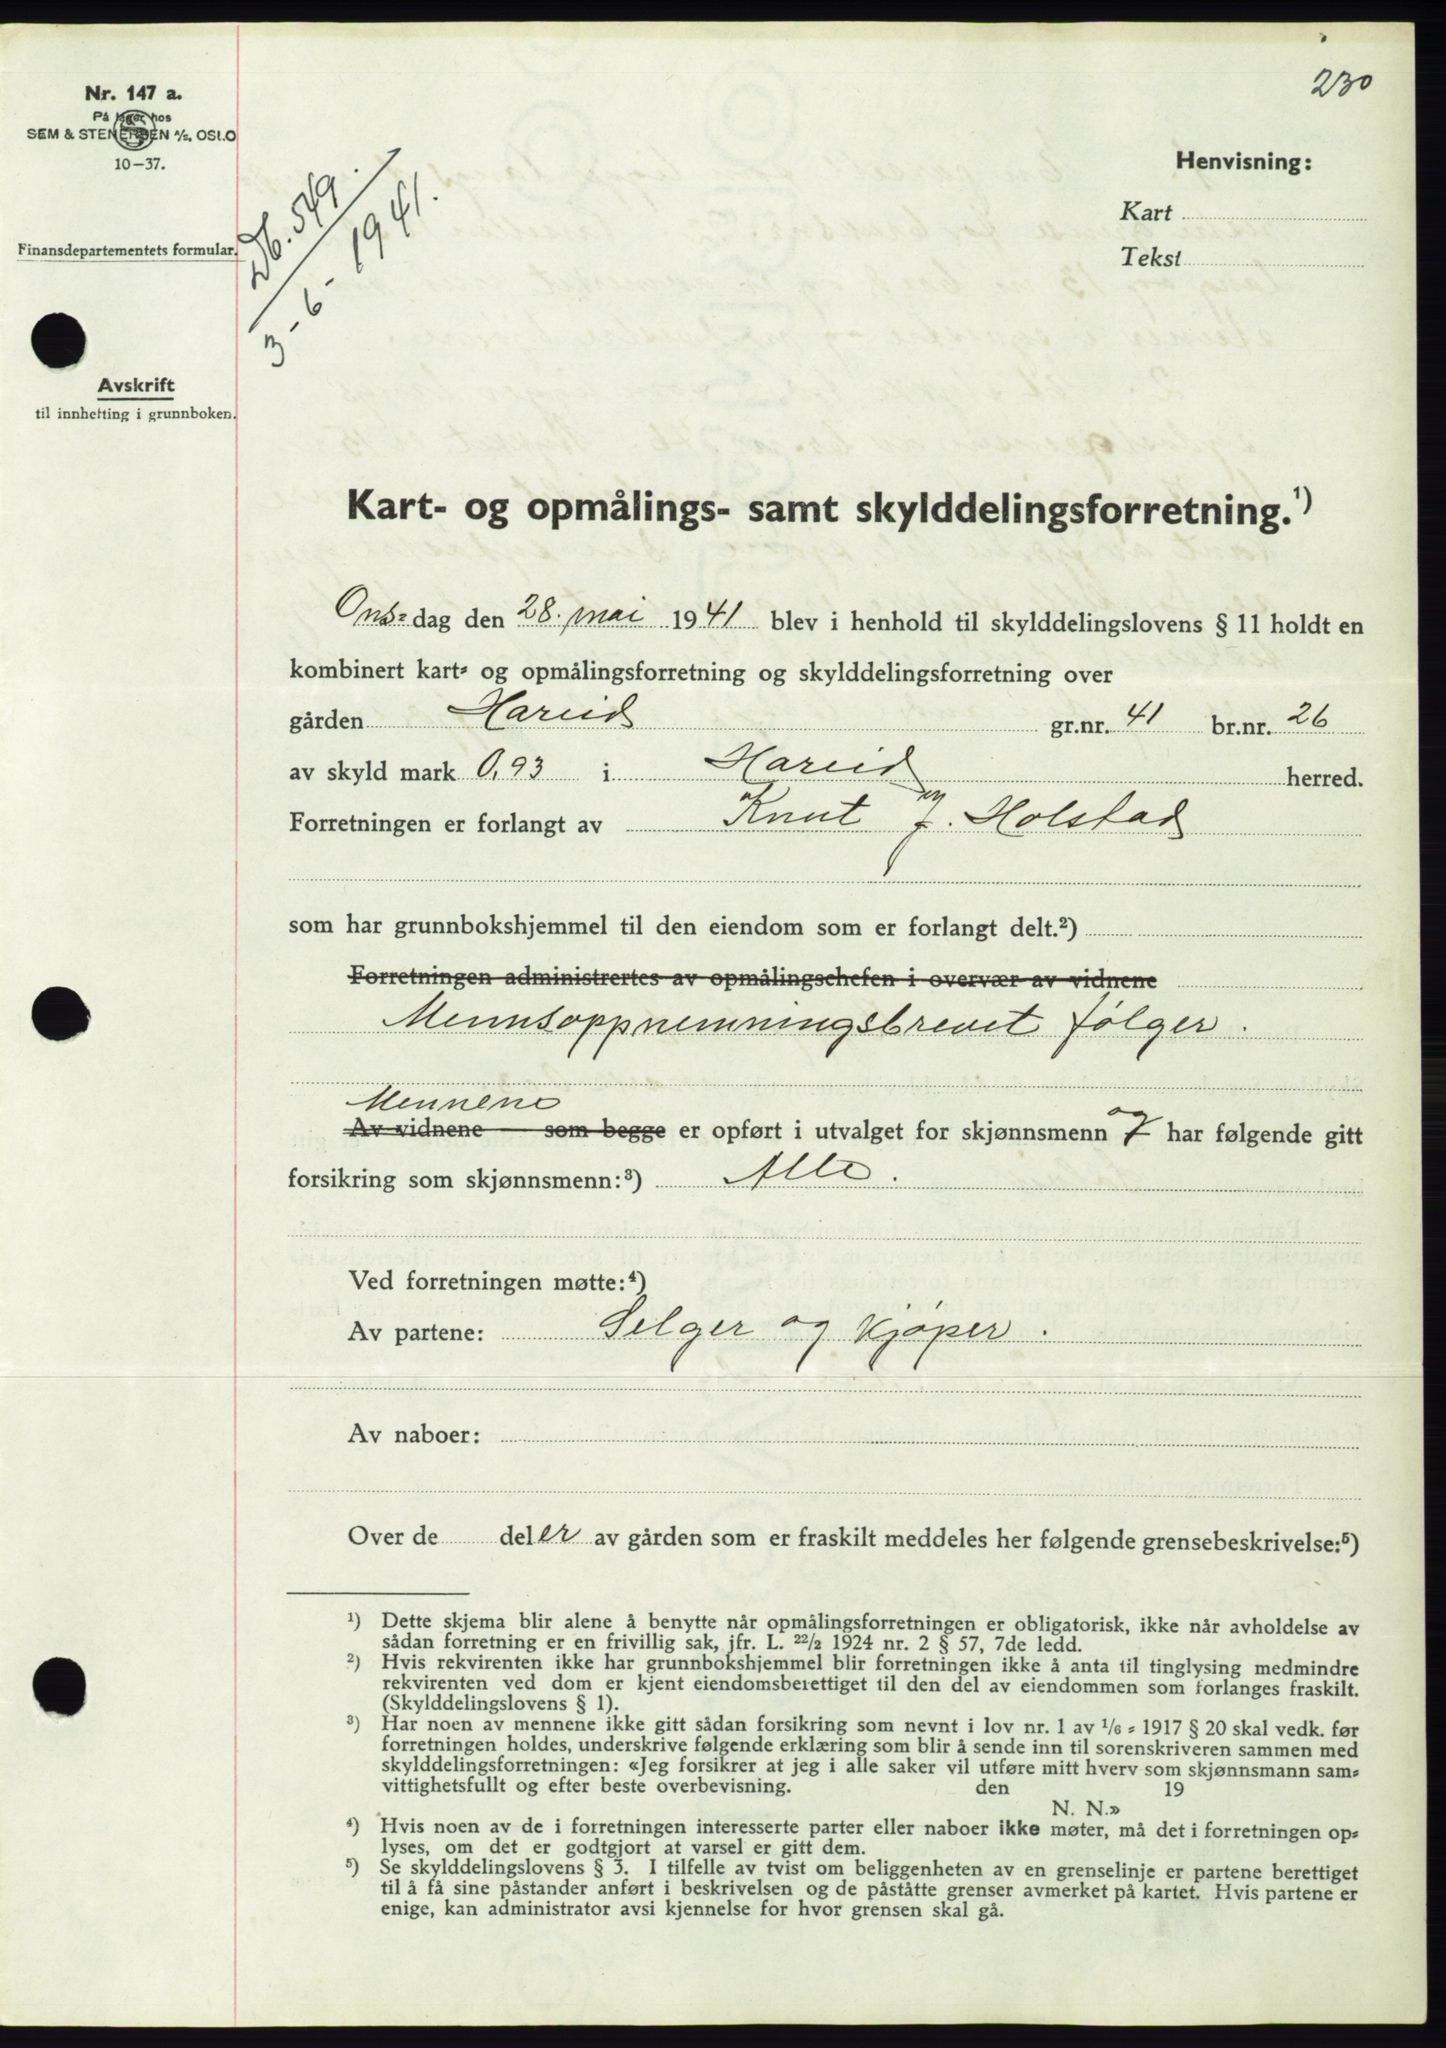 230
Nr. 147 a.
På lager hos
SEM & STENERSEN A/S, OSLO
10-37.
Henvisning:
Kart
Tekst
Finansdepartementets formular.
Db. 549.
3-6-1941.
Avskrift
til innhefting i grunnboken.
Kart- og opmålings- samt skylddelingsforretning.¹)
Ons- dag den 28. mai 1941 blev i henhold til skylddelingslovens § 11 holdt en
kombinert kart- og opmålingsforretning og skylddelingsforretning over
gården Hareid gr.nr. 41 br.nr. 26
av skyld mark 0,93 i Hareid herred.
Forretningen er forlangt av Knut J. Holstad
som har grunnbokshjemmel til den eiendom som er forlangt delt.²)
Forretningen administrertes av opmålingschefen i overvær av vidnene
Mennsoppnemningsbrevet følger.
Mennene
Av vidnene — som begge er opført i utvalget for skjønnsmenn og har følgende gitt
forsikring som skjønnsmenn:³) Alle.
Ved forretningen møtte:⁴)
Av partene: Selger og kjøper.
Av naboer:
Over de deler av gården som er fraskilt meddeles her følgende grensebeskrivelse:⁵)
¹) Dette skjema blir alene å benytte når opmålingsforretningen er obligatorisk, ikke når avholdelse av
sådan forretning er en frivillig sak, jfr. L. 22/2 1924 nr. 2 § 57, 7de ledd.
²) Hvis rekvirenten ikke har grunnbokshjemmel blir forretningen ikke å anta til tinglysing medmindre
rekvirenten ved dom er kjent eiendomsberettiget til den del av eiendommen som forlanges fraskilt.
(Skylddelingslovens § 1).
³) Har noen av mennene ikke gitt sådan forsikring som nevnt i lov nr. 1 av 1/6 - 1917 § 20 skal vedk. før
forretningen holdes, underskrive følgende erklæring som blir å sende inn til sorenskriveren sammen med
skylddelingsforretningen: «Jeg forsikrer at jeg i alle saker vil utføre mitt hverv som skjønnsmann sam-
vittighetsfullt og efter beste overbevisning. den 19
N. N.»
⁴) Hvis noen av de i forretningen interesserte parter eller naboer ikke møter, må det i forretningen op-
lyses, om det er godtgjort at varsel er gitt dem.
⁵) Se skylddelingslovens § 3. I tilfelle av tvist om beliggenheten av en grenselinje er partene berettiget
til å få sine påstander anført i beskrivelsen og de påståtte grenser avmerket på kartet. Hvis partene er
enige, kan administrator avsi kjennelse for hvor grensen skal gå.